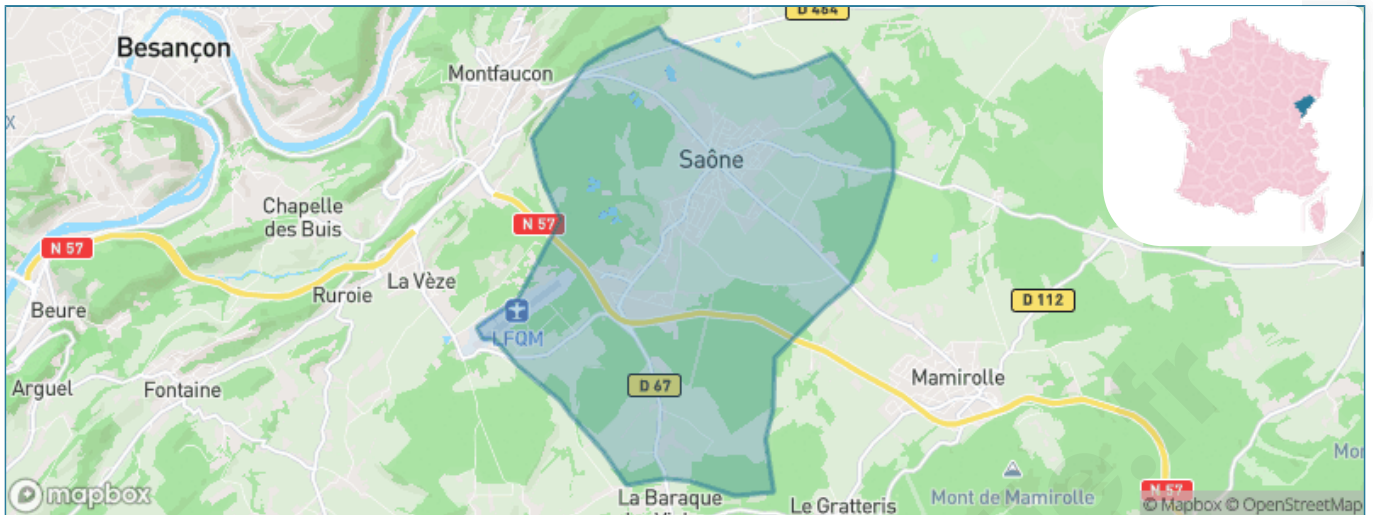 D 464
Besançon
Montfaucon
Saône
Chapelle
des Buis
N 57
N 57
La Vèze
Ruroie
Beure
LFQM
D 112
Arguel
Fontaine
D 67
Mamirolle
La Baraque
Le Gratteris
Mont de Mamirolle
N 57
mapbox
© Mapbox © OpenStreetMap